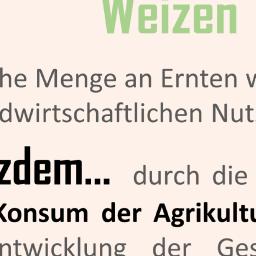 Weizen
he Menge an Ernten w
dwirtschaftlichen Nut
zdem... durch die
Konsum der Agrikultu
ntwicklung der Ges